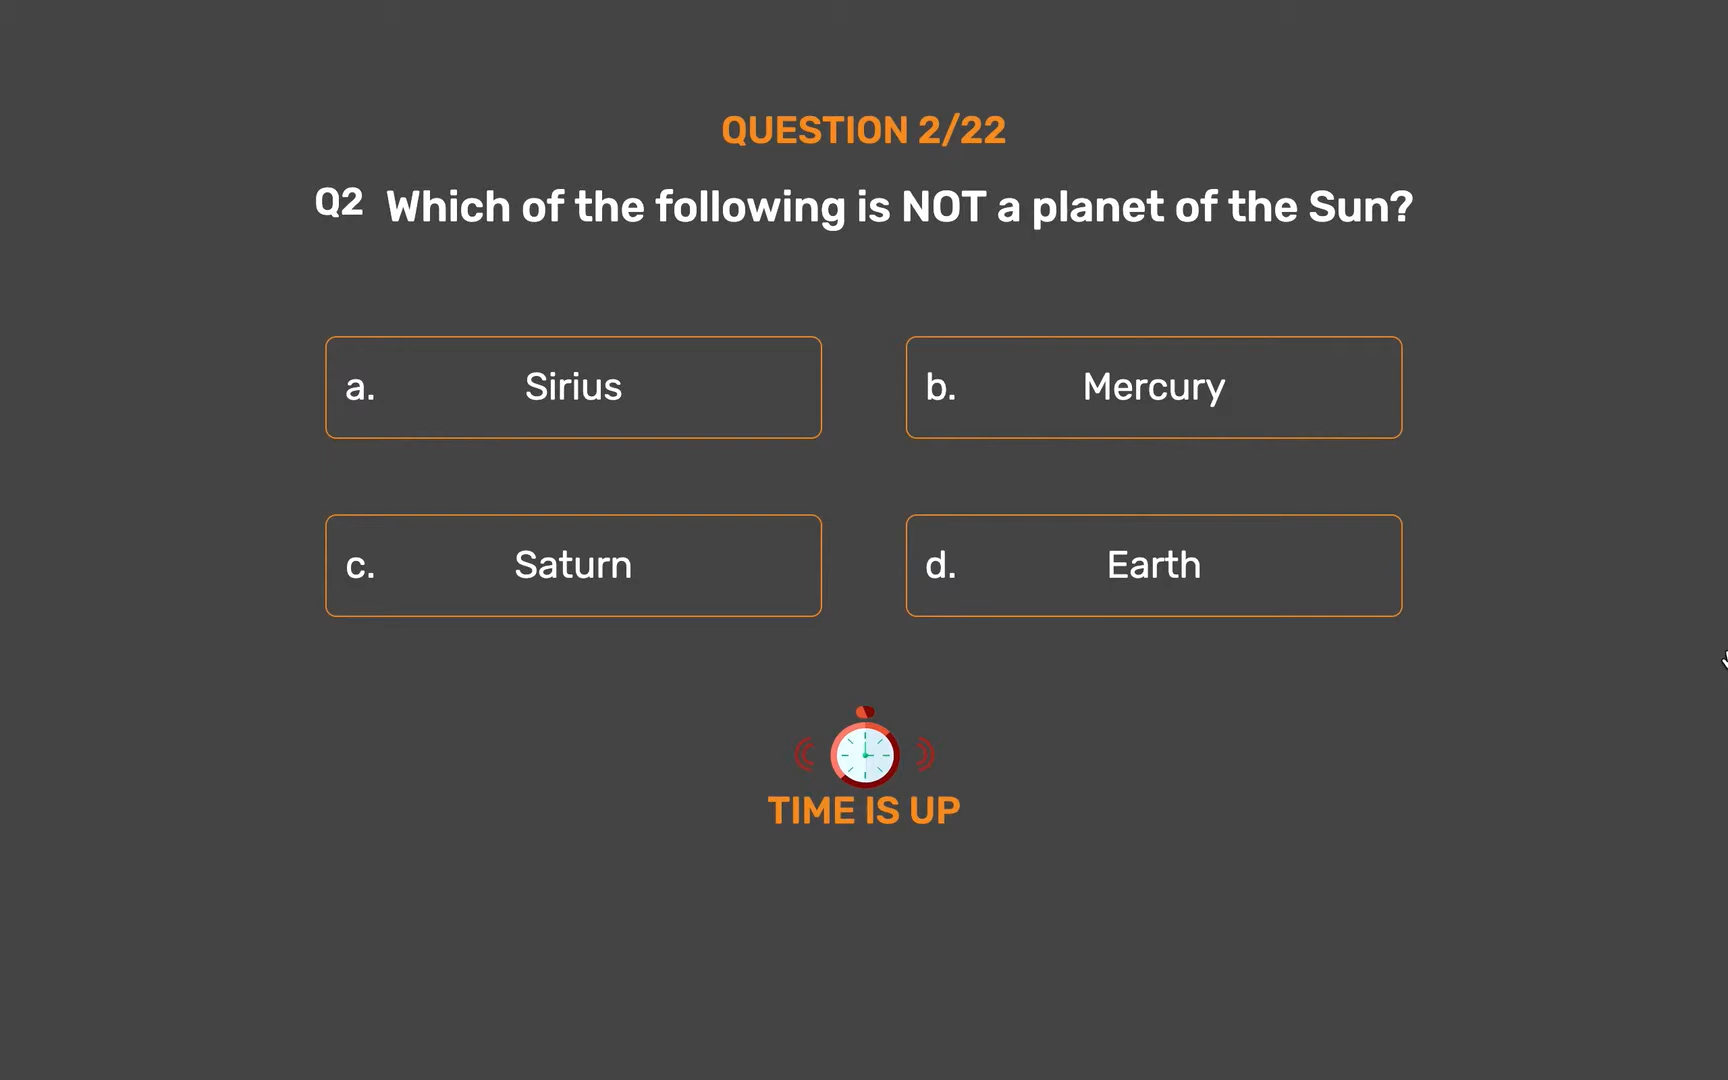 QUESTION 2/22
Q2 Which of the following is NOT a planet of the Sun?
a. Sirius
b. Mercury
c. Saturn
d. Earth
TIME IS UP